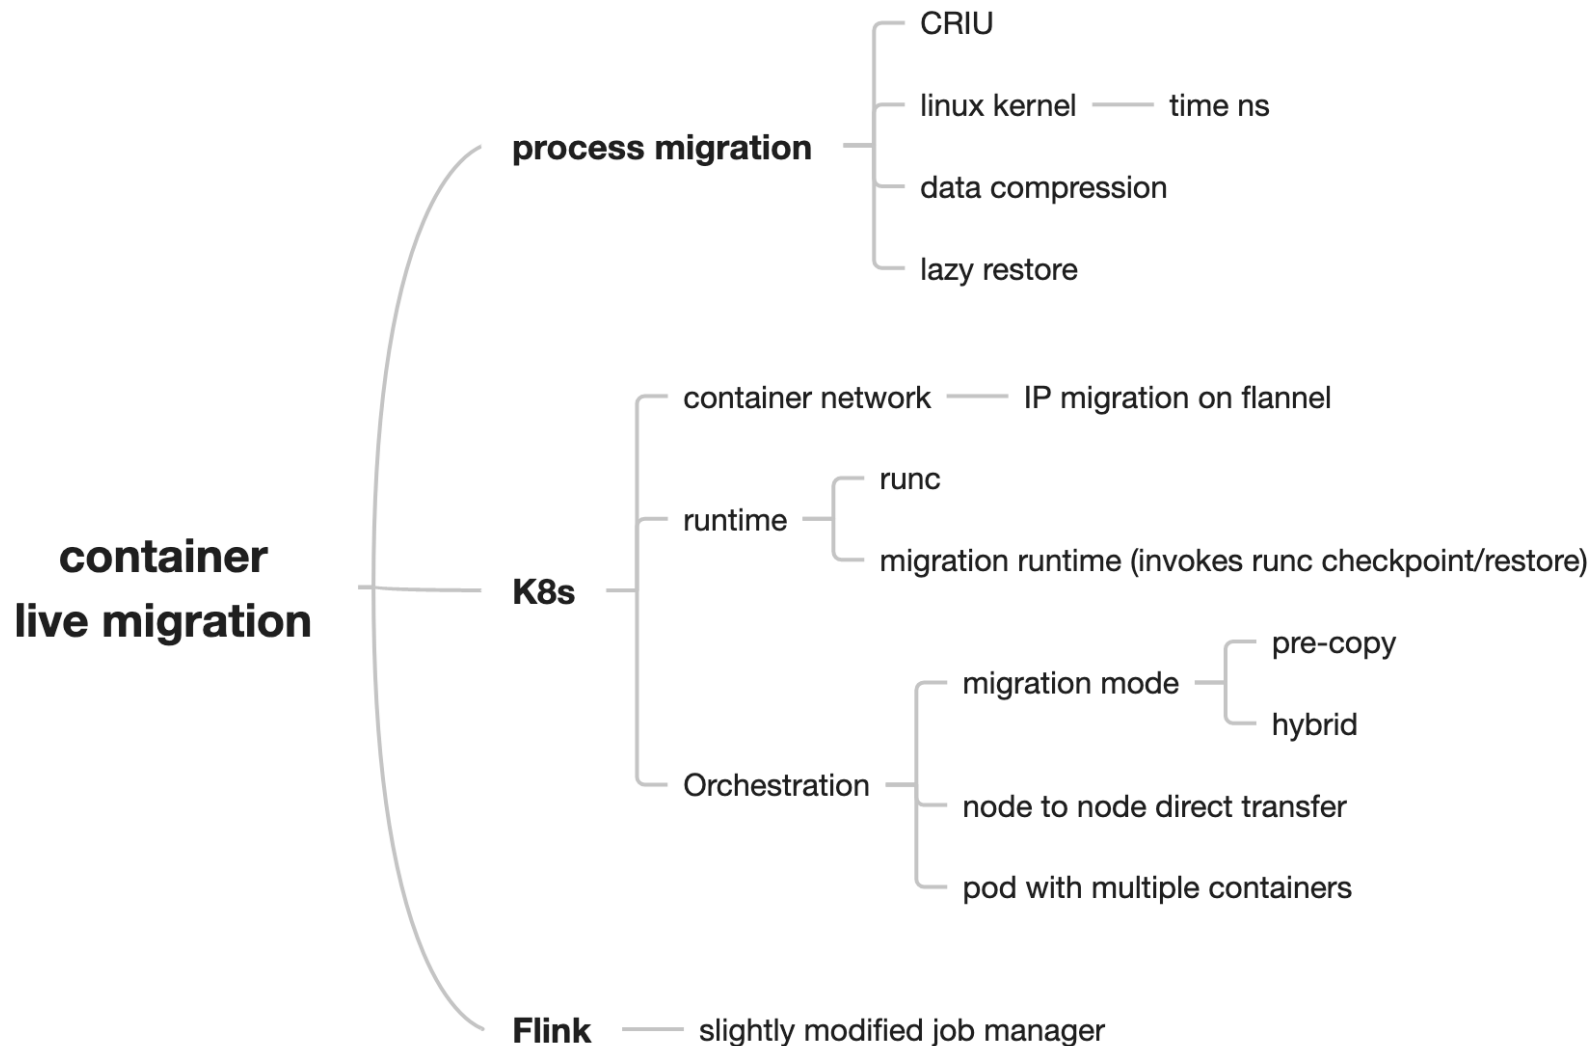 CRIU
linux kernel
time ns
process migration
data compression
lazy restore
container network
IP migration on flannel
runc
runtime
migration runtime (invokes runc checkpoint/restore)
container
live migration
K8s
pre-copy
migration mode
hybrid
Orchestration
node to node direct transfer
pod with multiple containers
Flink
slightly modified job manager